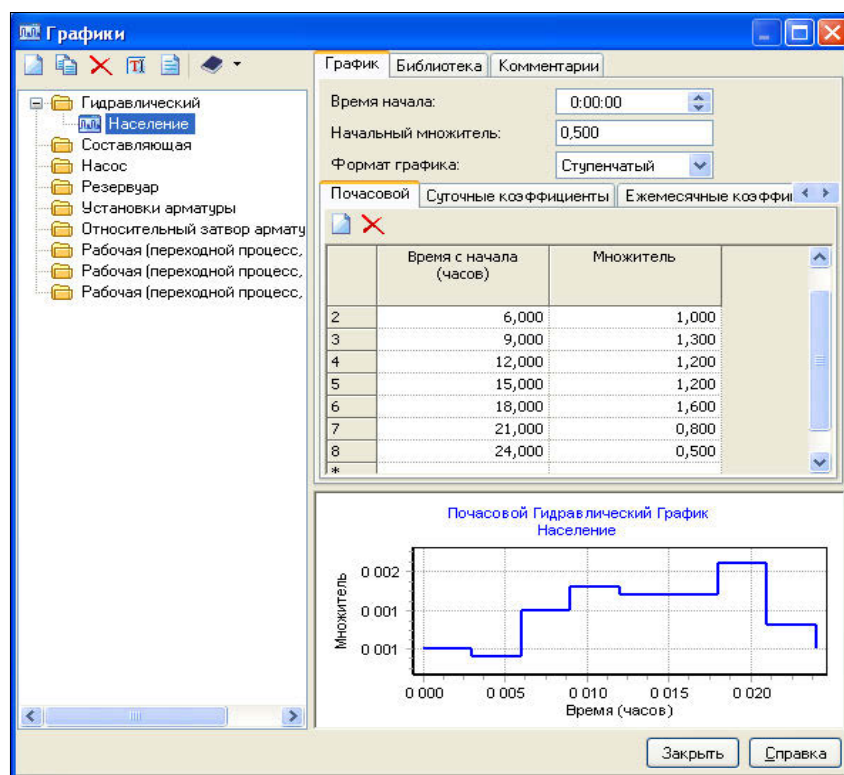 Графики
График Библиотека Комментарии
Гидравлический
Население
Составляющая
Насос
Резервуар
Установки арматуры
Относительный затвор армату
Рабочая (переходной процесс,
Рабочая (переходной процесс,
Рабочая (переходной процесс,
Время начала: 0:00:00
Начальный множитель: 0,500
Формат графика: Ступенчатый
Почасовой Суточные коэффициенты Ежемесячные коэффи
Время с начала (часов) Множитель
2 6,000 1,000
3 9,000 1,300
4 12,000 1,200
5 15,000 1,200
6 18,000 1,600
7 21,000 0,800
8 24,000 0,500
*
Почасовой Гидравлический График
Население
Множитель
0 002
0 001
0 001
0 000 0 005 0 010 0 015 0 020
Время (часов)
Закрыть Справка